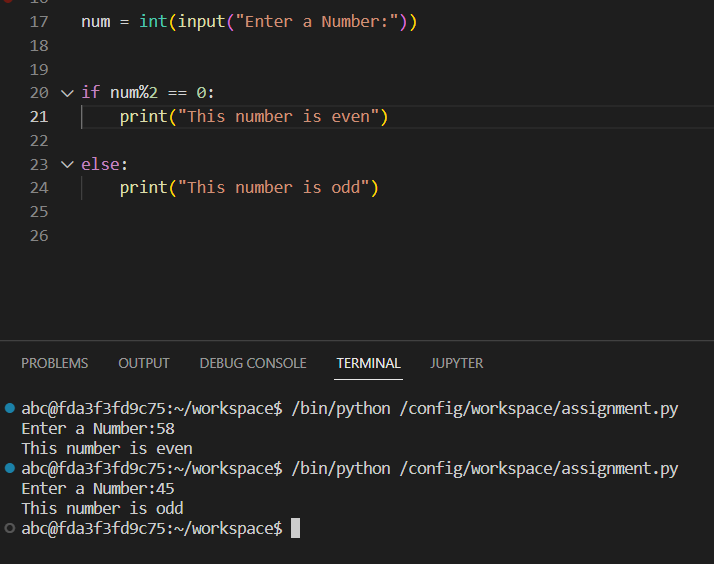 16
17 num = int(input("Enter a Number:"))
18
19
20 if num%2 == 0:
21 print("This number is even")
22
23 else:
24 print("This number is odd")
25
26
PROBLEMS OUTPUT DEBUG CONSOLE TERMINAL JUPYTER
abc@fda3f3fd9c75:~/workspace$ /bin/python /config/workspace/assignment.py
Enter a Number:58
This number is even
abc@fda3f3fd9c75:~/workspace$ /bin/python /config/workspace/assignment.py
Enter a Number:45
This number is odd
abc@fda3f3fd9c75:~/workspace$